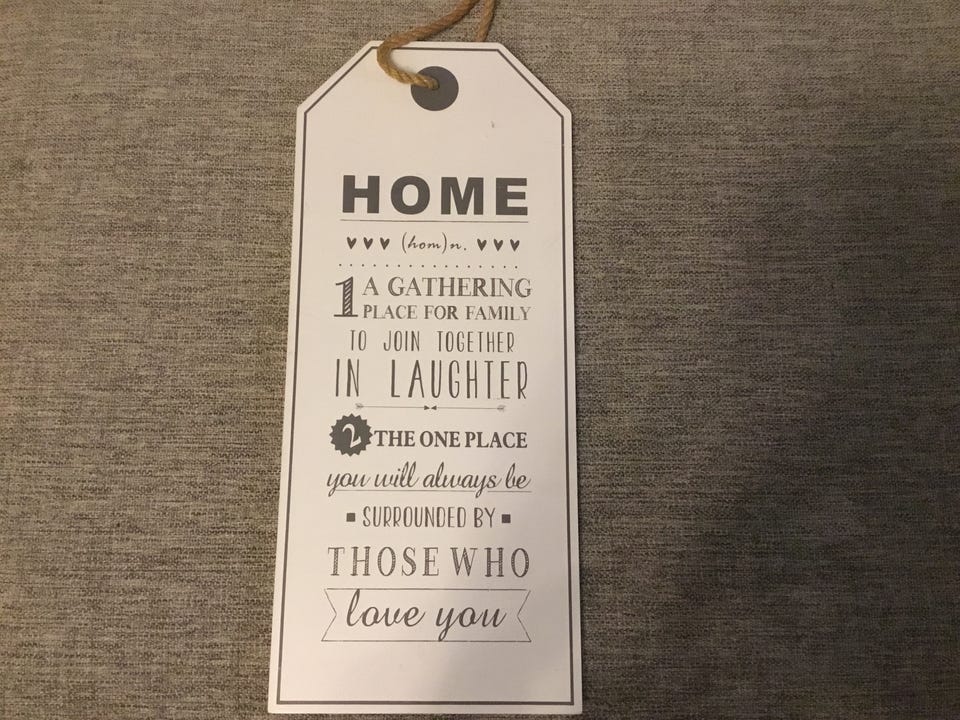 HOME
(hom)n.
1 A GATHERING
PLACE FOR FAMILY
TO JOIN TOGETHER
IN LAUGHTER
2 THE ONE PLACE
you will always be
SURROUNDED BY
THOSE WHO
love you